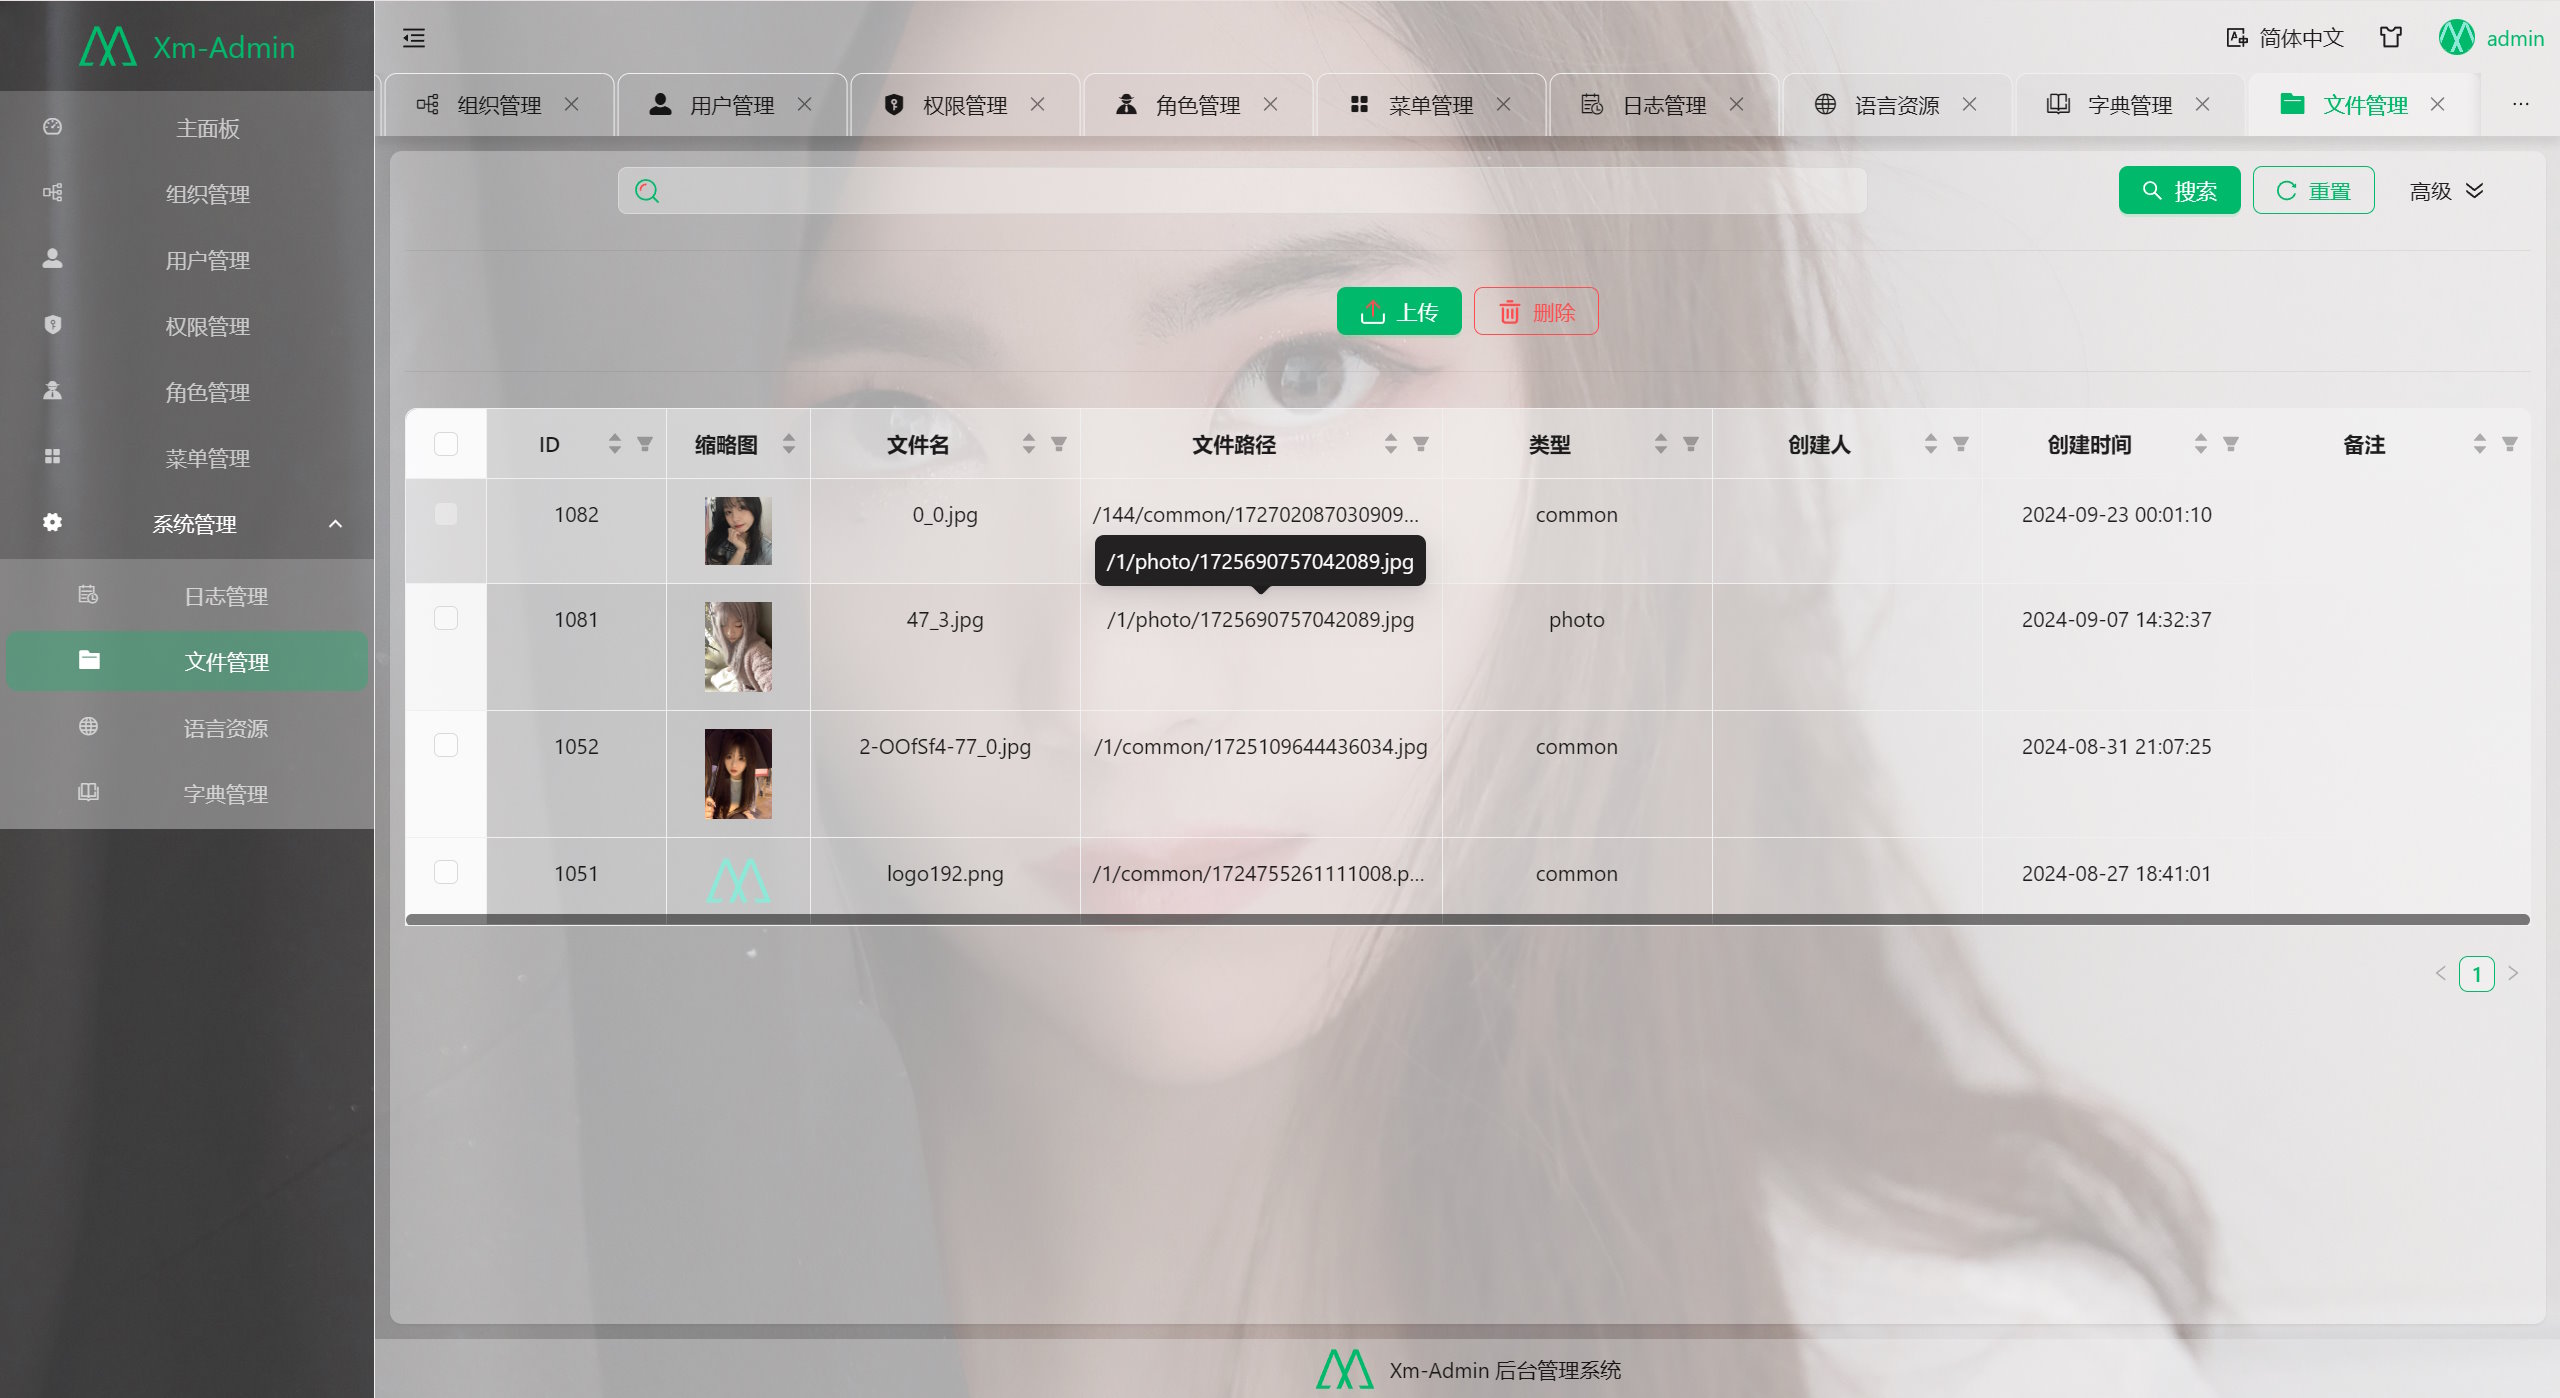 Xm-Admin
简体中文
admin
组织管理
用户管理
权限管理
角色管理
菜单管理
日志管理
语言资源
字典管理
文件管理
主面板
组织管理
用户管理
权限管理
角色管理
菜单管理
系统管理
日志管理
文件管理
语言资源
字典管理
搜索
重置
高级
上传
删除
ID 缩略图 文件名 文件路径 类型 创建人 创建时间 备注
1082 0_0.jpg /144/common/172702087030909... common 2024-09-23 00:01:10
/1/photo/1725690757042089.jpg
1081 47_3.jpg /1/photo/1725690757042089.jpg photo 2024-09-07 14:32:37
1052 2-OOfSf4-77_0.jpg /1/common/1725109644436034.jpg common 2024-08-31 21:07:25
1051 logo192.png /1/common/1724755261111008.p... common 2024-08-27 18:41:01
1
Xm-Admin 后台管理系统